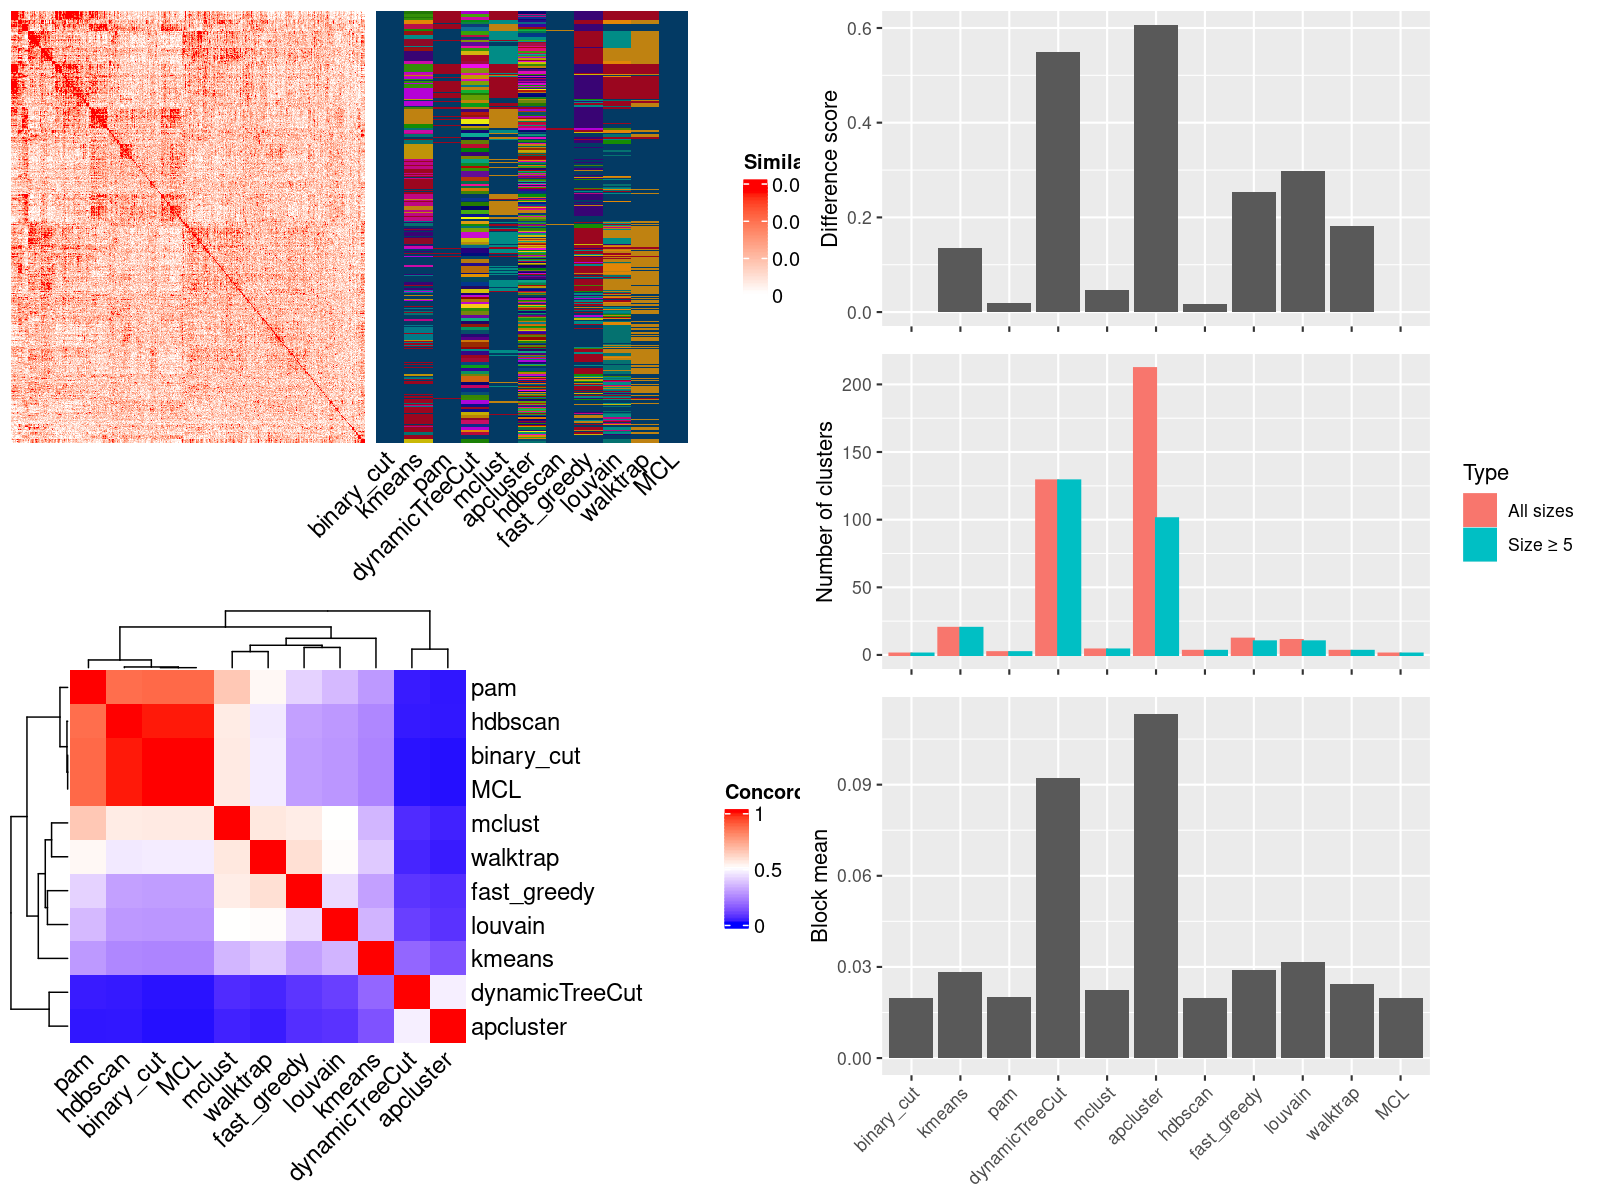 Simila
0.0
0.0
0.0
0
binary_cut
kmeans
pam
dynamicTreeCut
mclust
apcluster
hdbscan
fast_greedy
louvain
walktrap
MCL
pam
hdbscan
binary_cut
MCL
mclust
walktrap
fast_greedy
louvain
kmeans
dynamicTreeCut
apcluster
pam
hdbscan
binary_cut
MCL
mclust
walktrap
fast_greedy
louvain
kmeans
dynamicTreeCut
apcluster
Concord
1
0.5
0
Difference score
0.6
0.4
0.2
0.0
Number of clusters
200
150
100
50
0
Type
All sizes
Size ≥ 5
Block mean
0.09
0.06
0.03
0.00
binary_cut
kmeans
pam
dynamicTreeCut
mclust
apcluster
hdbscan
fast_greedy
louvain
walktrap
MCL